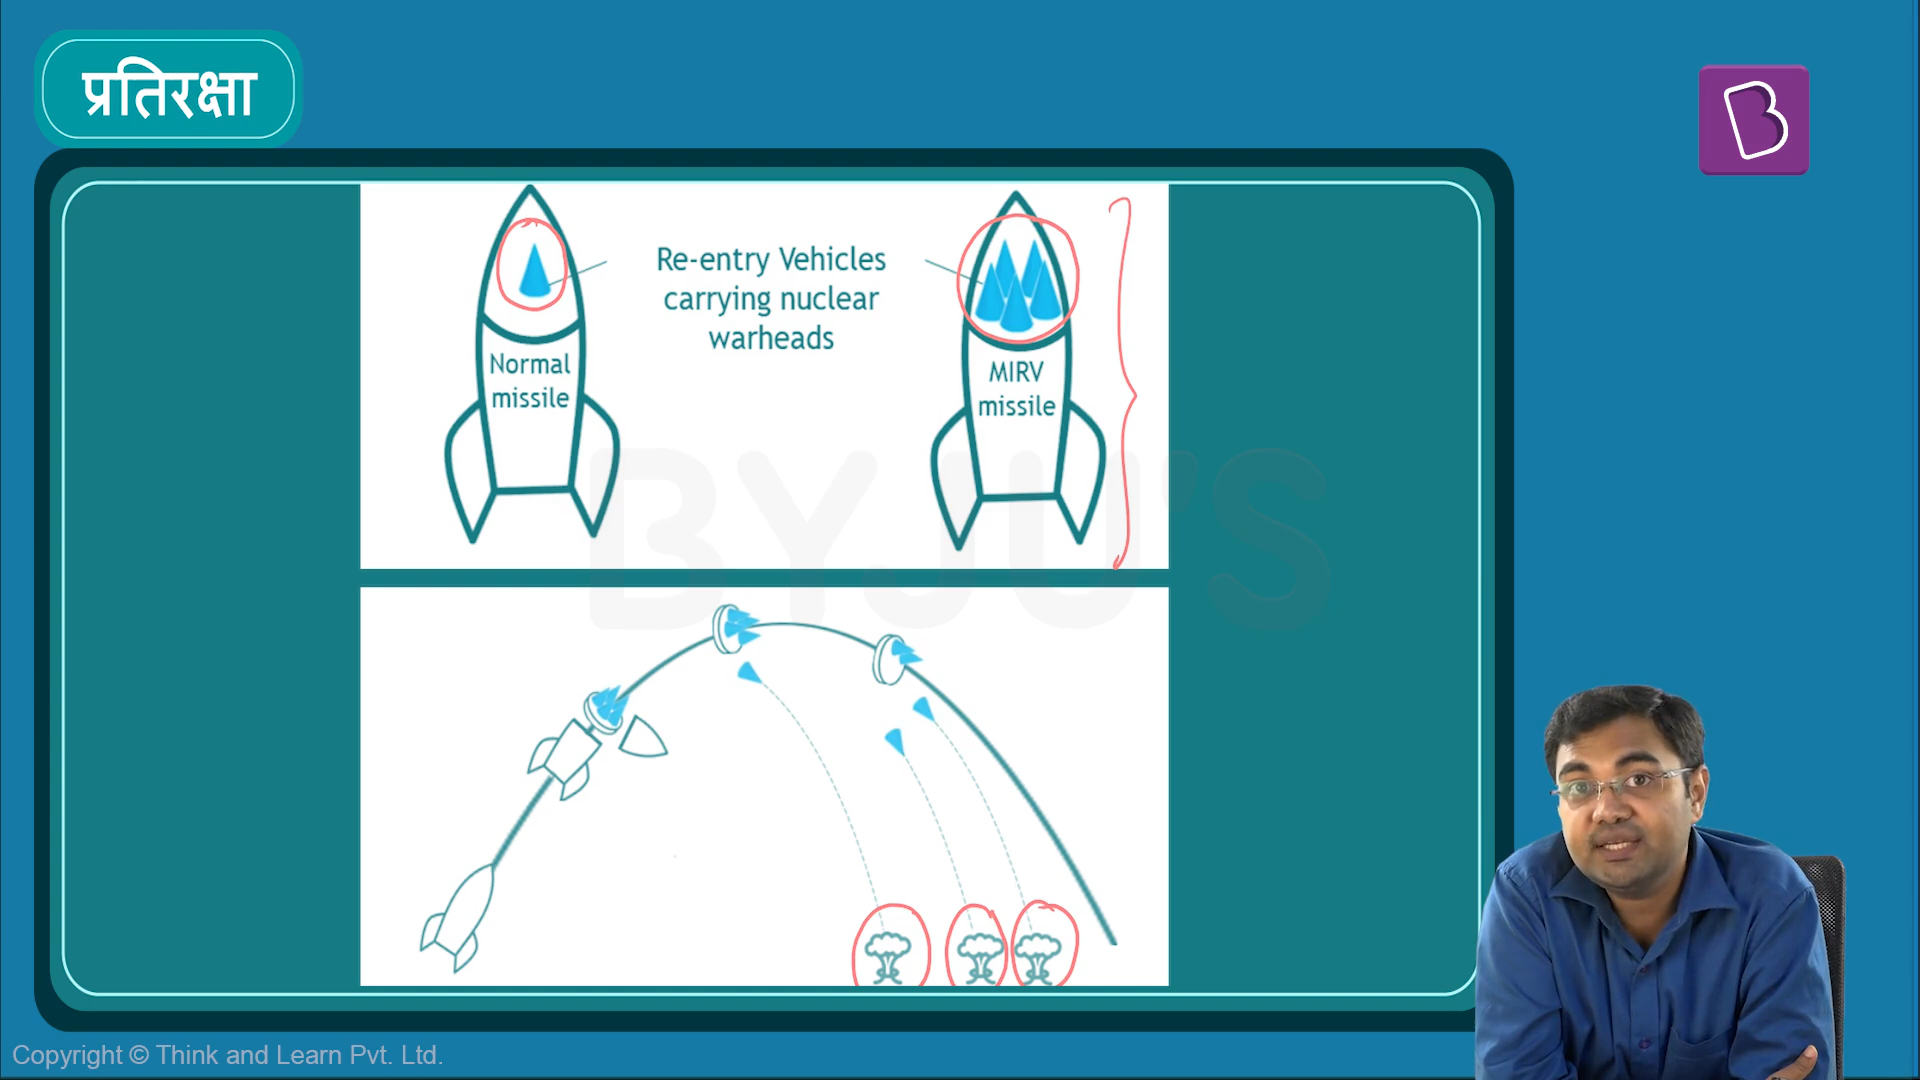 प्रतिरक्षा
B
Re-entry Vehicles
carrying nuclear
warheads
Normal
missile
MIRV
missile
BYJU'S
Copyright © Think and Learn Pvt. Ltd.